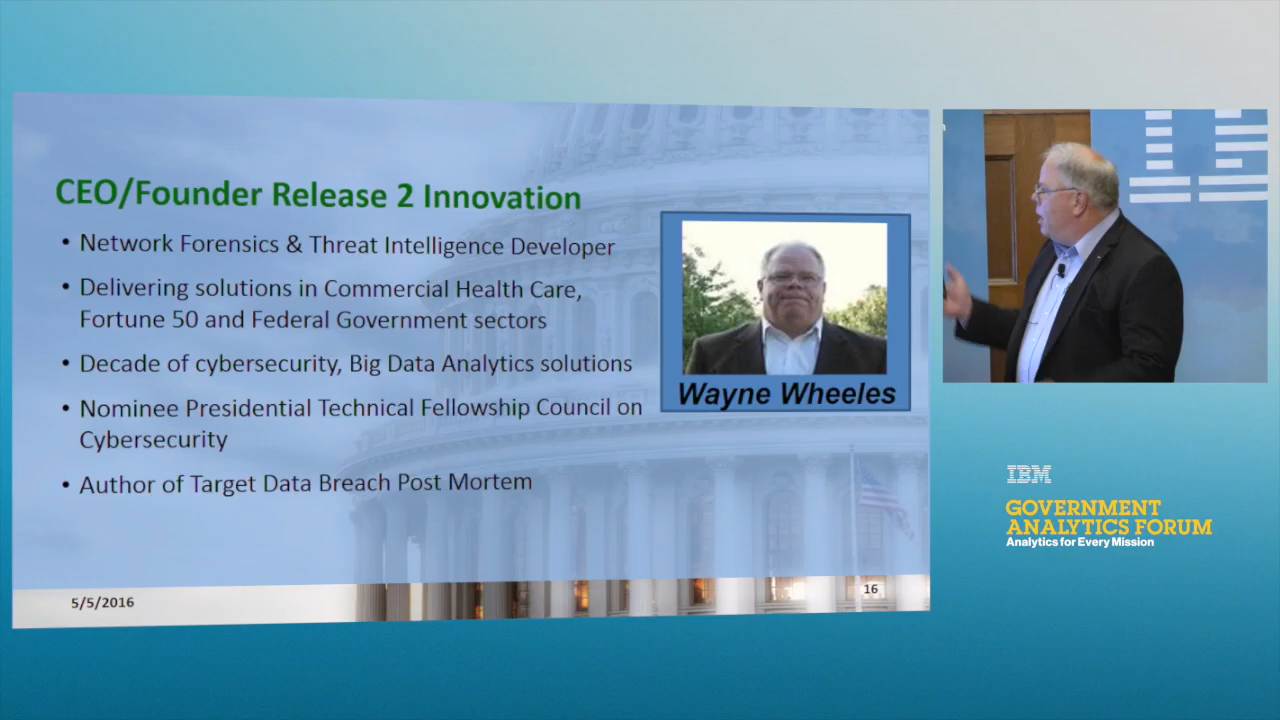 CEO/Founder Release 2 Innovation
• Network Forensics & Threat Intelligence Developer
• Delivering solutions in Commercial Health Care,
Fortune 50 and Federal Government sectors
• Decade of cybersecurity, Big Data Analytics solutions
• Nominee Presidential Technical Fellowship Council on
Cybersecurity
• Author of Target Data Breach Post Mortem
Wayne Wheeles
5/5/2016
16
IBM
GOVERNMENT
ANALYTICS FORUM
Analytics for Every Mission